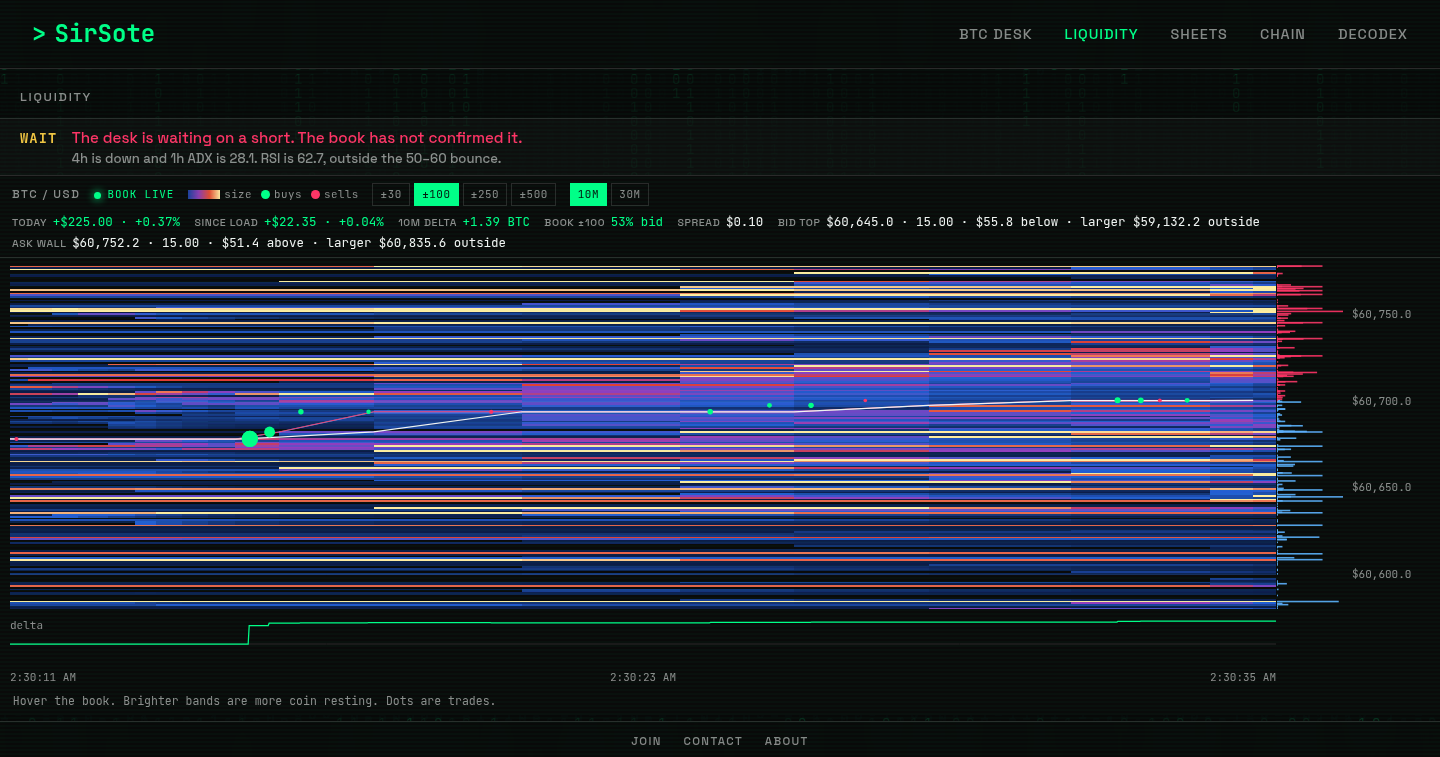 > SirSote
BTC DESK LIQUIDITY SHEETS CHAIN DECODEX
LIQUIDITY
WAIT The desk is waiting on a short. The book has not confirmed it.
4h is down and 1h ADX is 28.1. RSI is 62.7, outside the 50–60 bounce.
BTC / USD BOOK LIVE size buys sells ±30 ±100 ±250 ±500 10M 30M
TODAY +$225.00 · +0.37% SINCE LOAD +$22.35 · +0.04% 10M DELTA +1.39 BTC BOOK ±100 53% bid SPREAD $0.10 BID TOP $60,645.0 · 15.00 · $55.8 below · larger $59,132.2 outside
ASK WALL $60,752.2 · 15.00 · $51.4 above · larger $60,835.6 outside
$60,750.0
$60,700.0
$60,650.0
$60,600.0
delta
2:30:11 AM 2:30:23 AM 2:30:35 AM
Hover the book. Brighter bands are more coin resting. Dots are trades.
JOIN CONTACT ABOUT